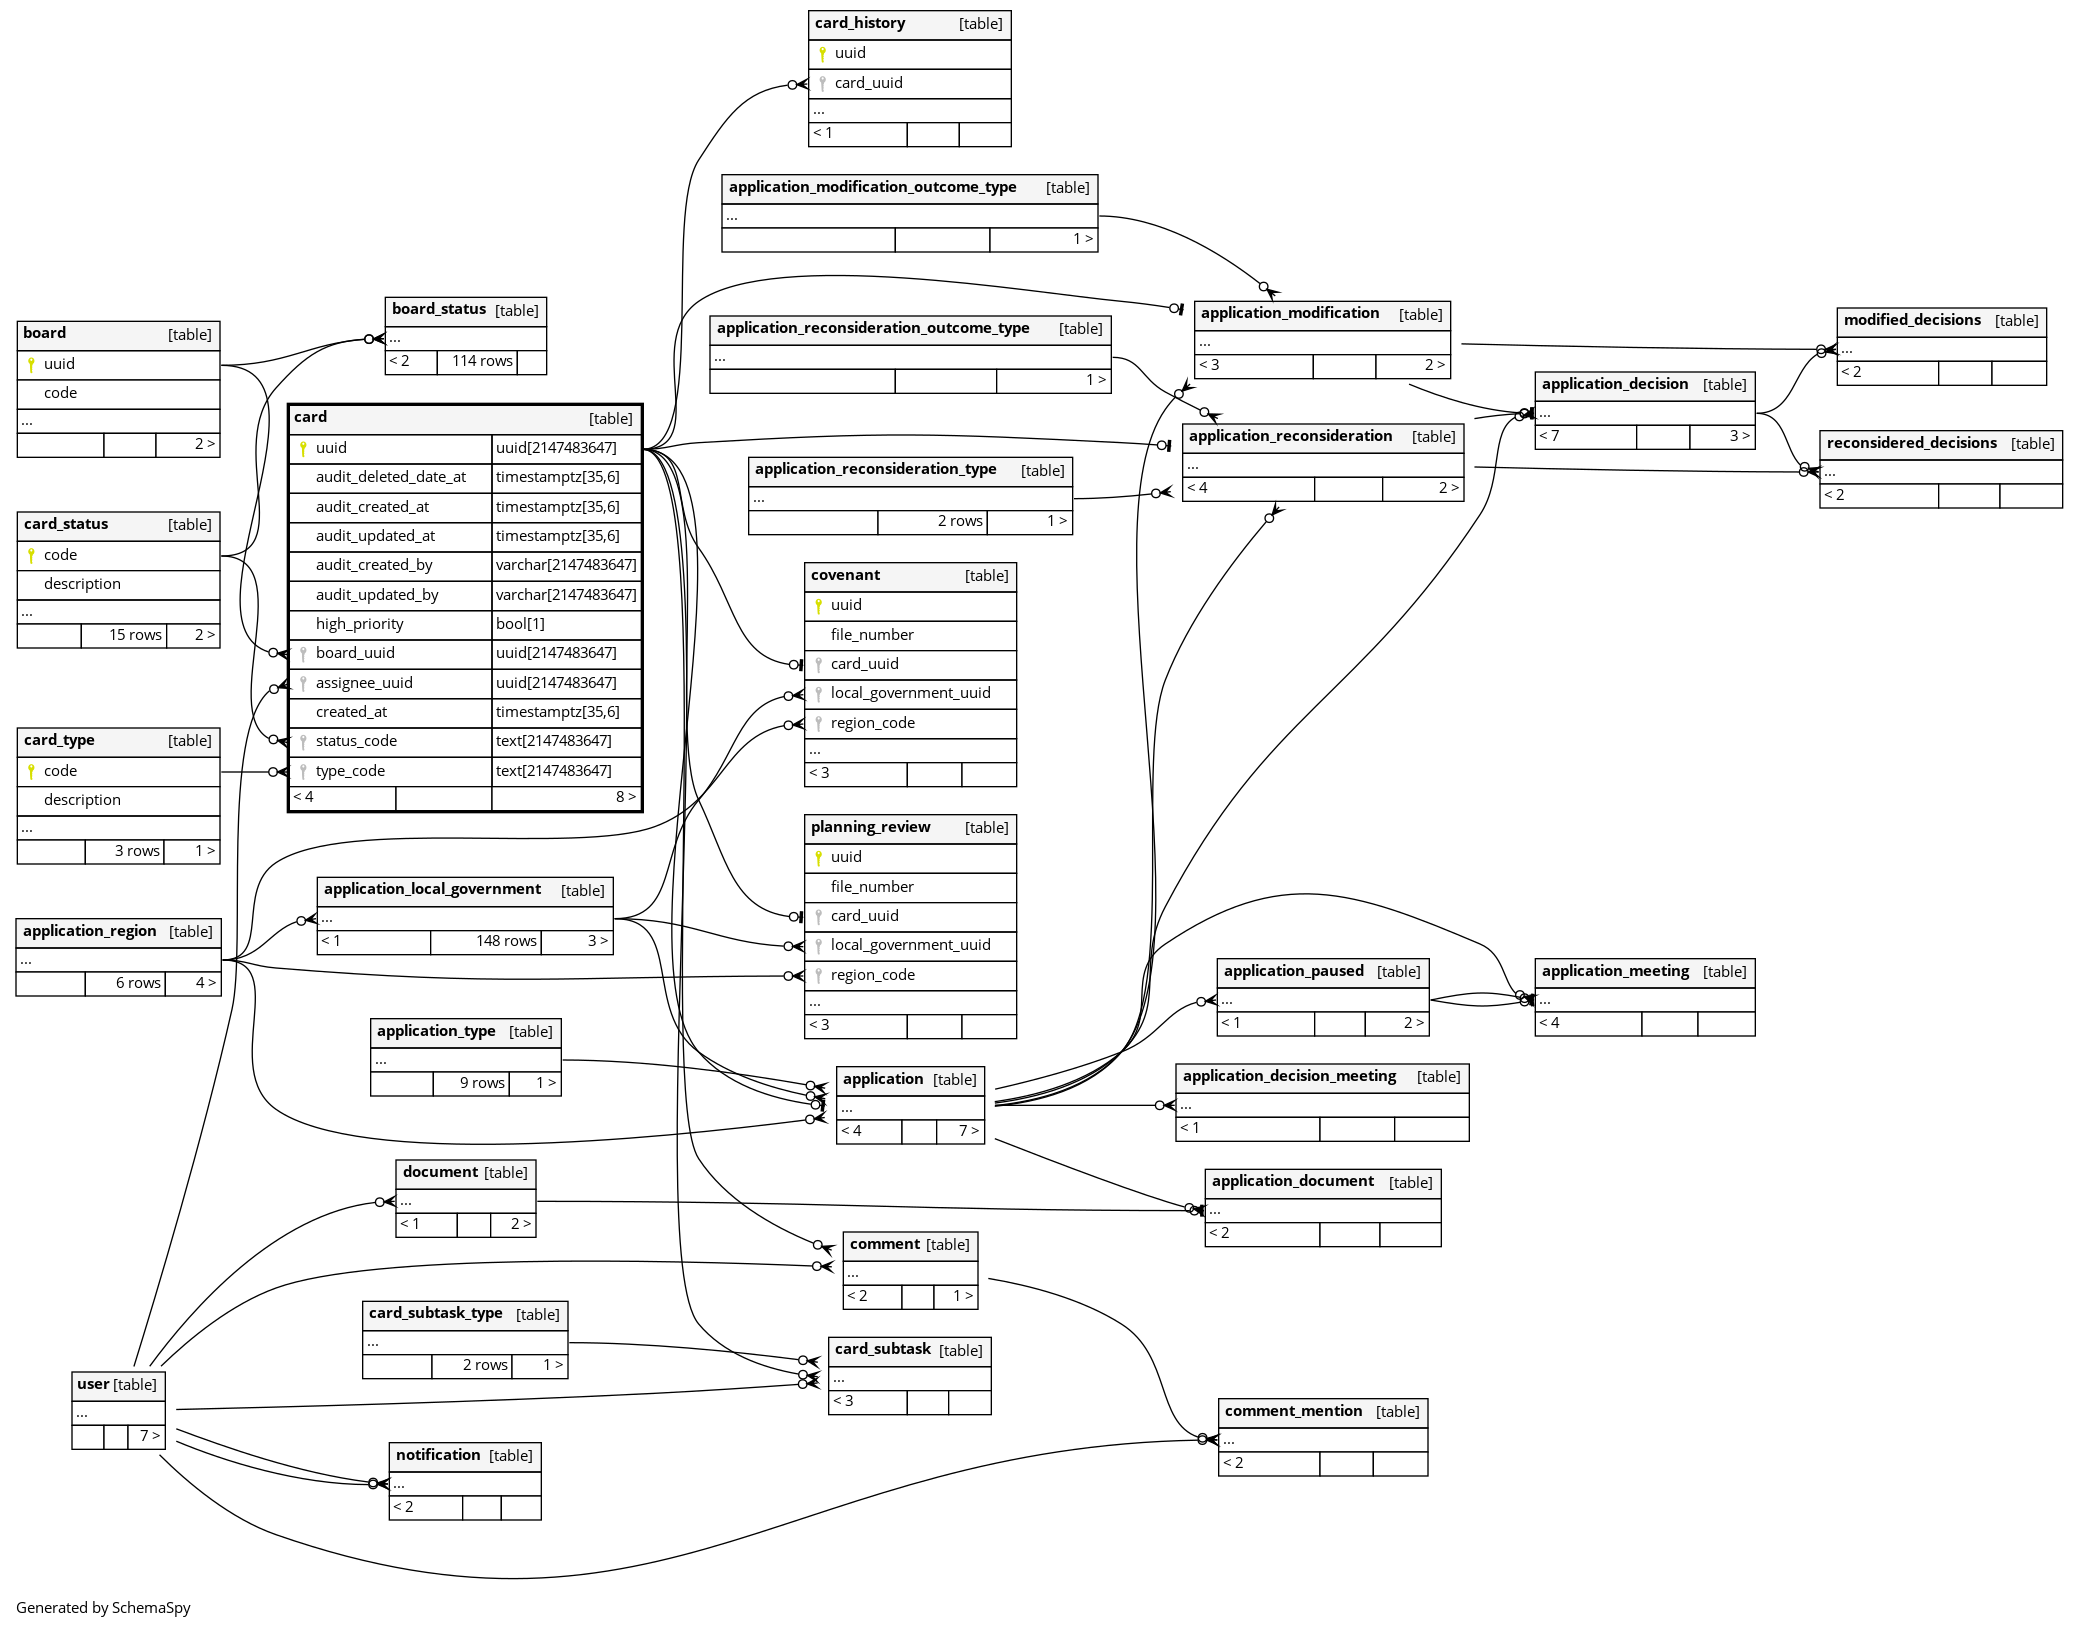 card_history [table]
uuid
card_uuid
...
< 1
application_modification_outcome_type [table]
...
1 >
board_status [table]
...
< 2 114 rows
application_modification [table]
...
< 3 2 >
modified_decisions [table]
...
< 2
application_reconsideration_outcome_type [table]
...
1 >
board [table]
uuid
code
...
2 >
application_decision [table]
...
< 7 3 >
card [table]
uuid uuid[2147483647]
audit_deleted_date_at timestamptz[35,6]
audit_created_at timestamptz[35,6]
audit_updated_at timestamptz[35,6]
audit_created_by varchar[2147483647]
audit_updated_by varchar[2147483647]
high_priority bool[1]
board_uuid uuid[2147483647]
assignee_uuid uuid[2147483647]
created_at timestamptz[35,6]
status_code text[2147483647]
type_code text[2147483647]
< 4 8 >
application_reconsideration [table]
...
< 4 2 >
reconsidered_decisions [table]
...
< 2
application_reconsideration_type [table]
...
2 rows 1 >
card_status [table]
code
description
...
15 rows 2 >
covenant [table]
uuid
file_number
card_uuid
local_government_uuid
region_code
...
< 3
card_type [table]
code
description
...
3 rows 1 >
planning_review [table]
uuid
file_number
card_uuid
local_government_uuid
region_code
...
< 3
application_local_government [table]
...
< 1 148 rows 3 >
application_region [table]
...
6 rows 4 >
application_paused [table]
...
< 1 2 >
application_meeting [table]
...
< 4
application_type [table]
...
9 rows 1 >
application [table]
...
< 4 7 >
application_decision_meeting [table]
...
< 1
document [table]
...
< 1 2 >
application_document [table]
...
< 2
comment [table]
...
< 2 1 >
card_subtask_type [table]
...
2 rows 1 >
card_subtask [table]
...
< 3
user [table]
...
7 >
comment_mention [table]
...
< 2
notification [table]
...
< 2
Generated by SchemaSpy